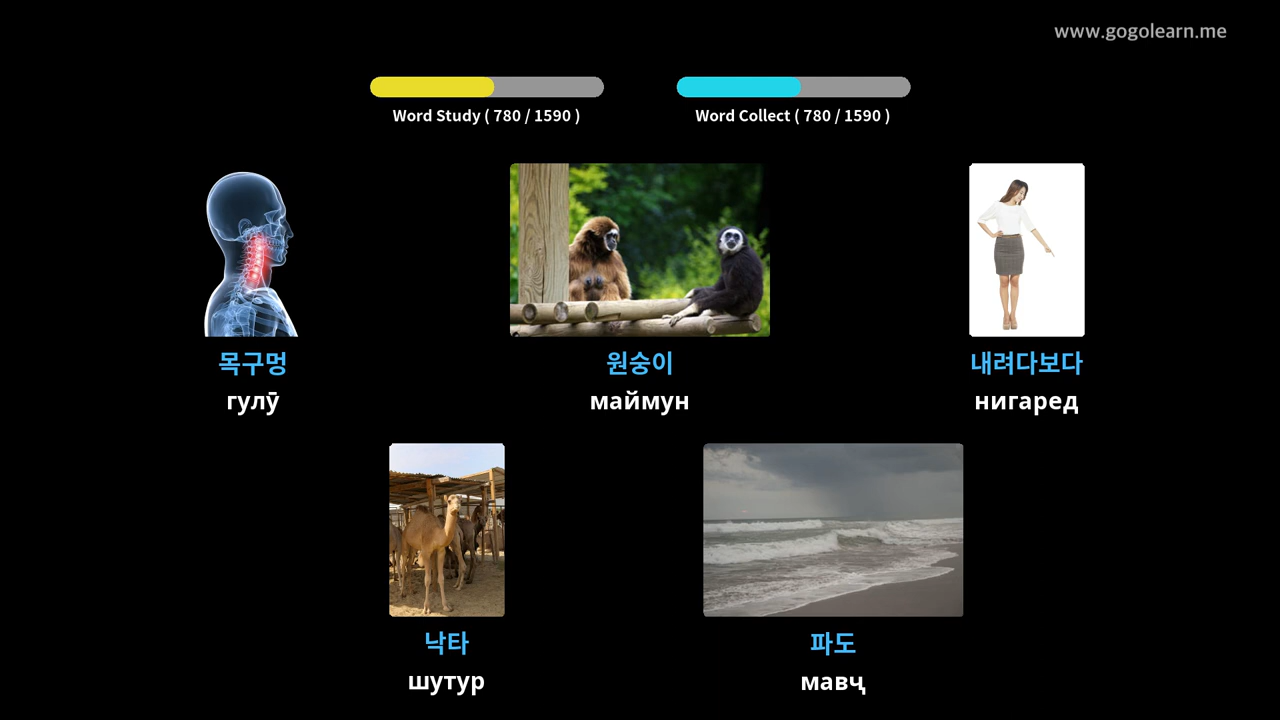 www.gogolearn.me
Word Study ( 780 / 1590 )
Word Collect ( 780 / 1590 )
목구멍
гулӯ
원숭이
маймун
내려다보다
нигаред
낙타
шутур
파도
мавҷ